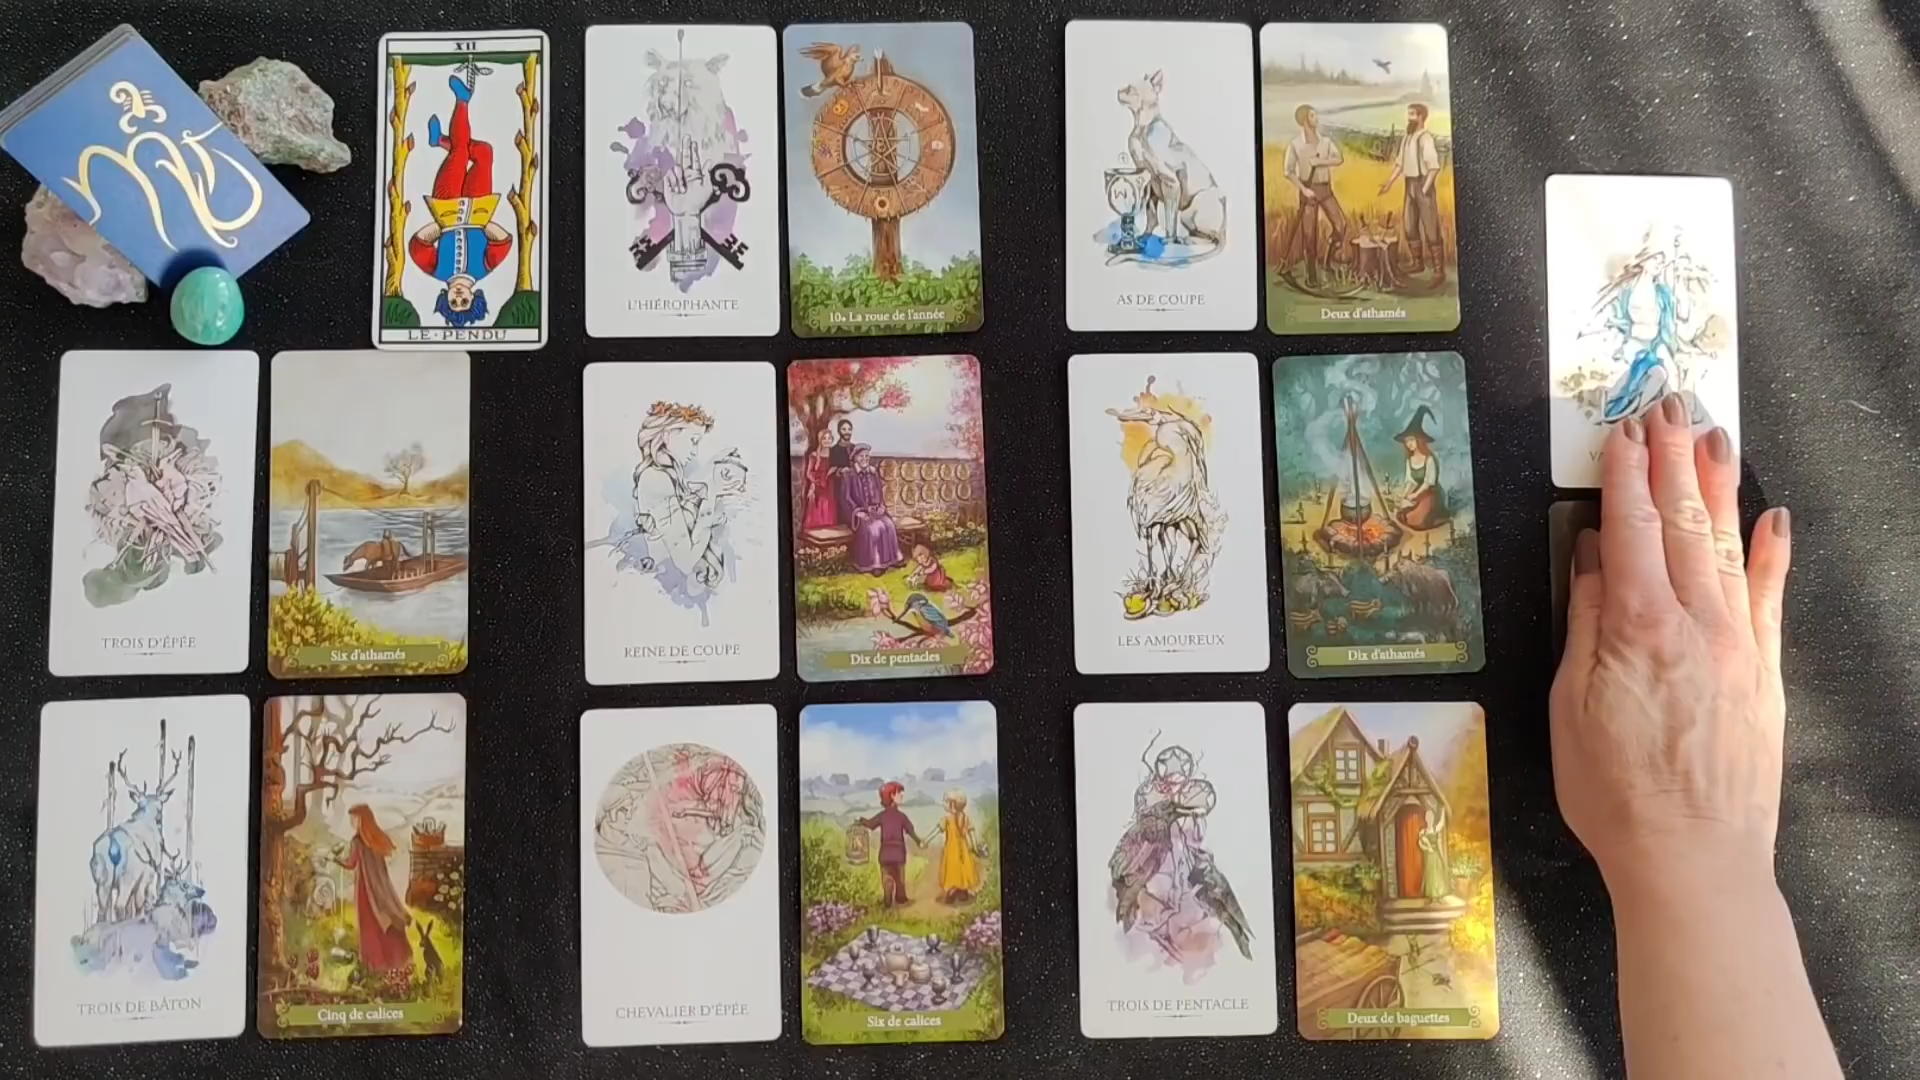 XII
LE·PENDU
L'HIÉROPHANTE
10. La roue de l'année
AS DE COUPE
Deux d'athamés
TROIS D'ÉPÉE
Six d'athamés
REINE DE COUPE
Dix de pentacles
LES AMOUREUX
Dix d'athamés
TROIS DE BÂTON
Cinq de calices
CHEVALIER D'ÉPÉE
Six de calices
TROIS DE PENTACLE
Deux de baguettes